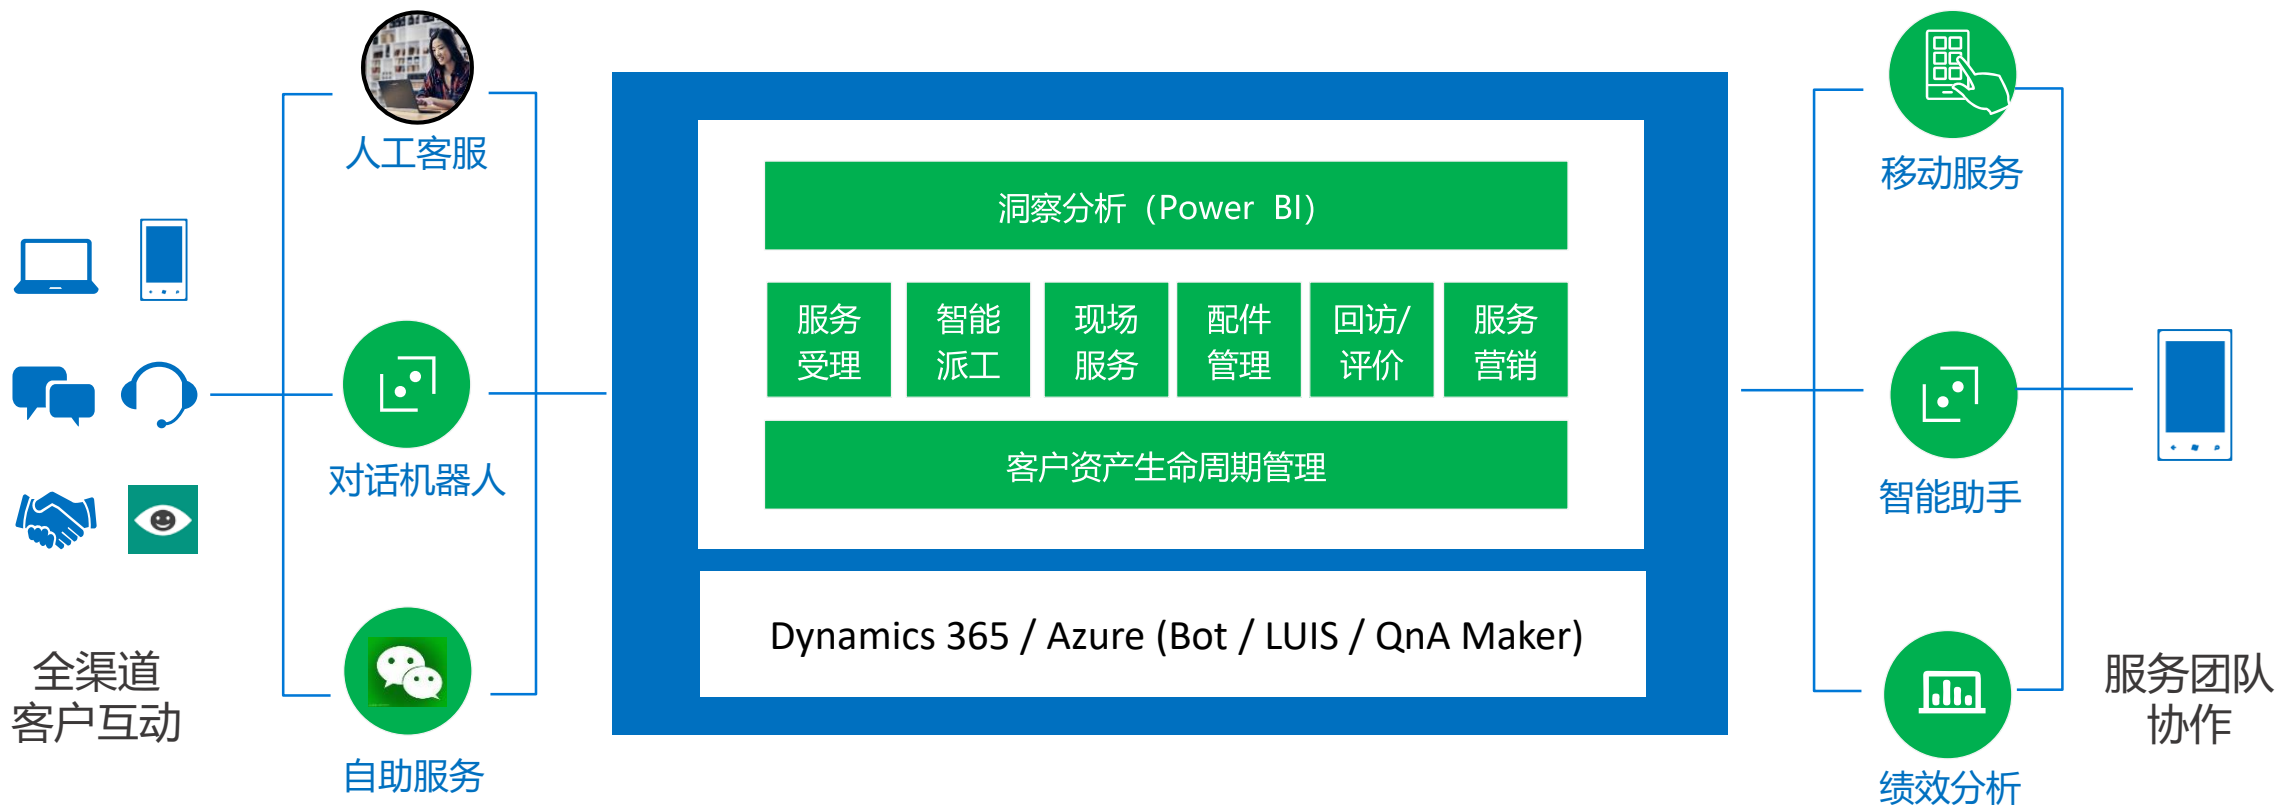 人工客服
对话机器人
自助服务
全渠道
客户互动
洞察分析（Power BI）
服务
受理
智能
派工
现场
服务
配件
管理
回访/
评价
服务
营销
客户资产生命周期管理
Dynamics 365 / Azure (Bot / LUIS / QnA Maker)
移动服务
智能助手
绩效分析
服务团队
协作